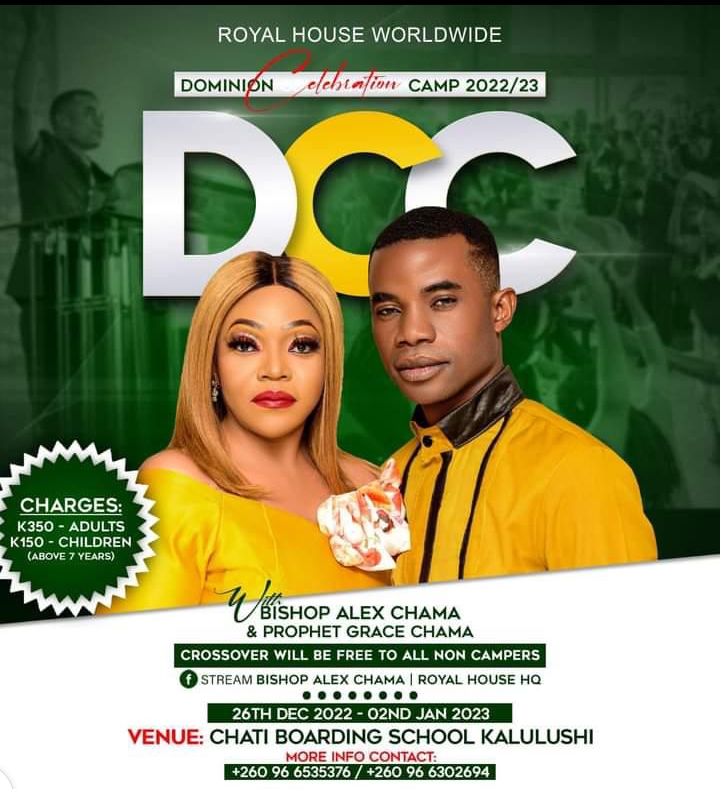 ROYAL HOUSE WORLDWIDE
DOMINION Celebration CAMP 2022/23
DCC
CHARGES:
K350 - ADULTS
K150 - CHILDREN
(ABOVE 7 YEARS)
With
BISHOP ALEX CHAMA
& PROPHET GRACE CHAMA
CROSSOVER WILL BE FREE TO ALL NON CAMPERS
f STREAM BISHOP ALEX CHAMA | ROYAL HOUSE HQ
26TH DEC 2022 - 02ND JAN 2023
VENUE: CHATI BOARDING SCHOOL KALULUSHI
MORE INFO CONTACT:
+260 96 6535376 / +260 96 6302694